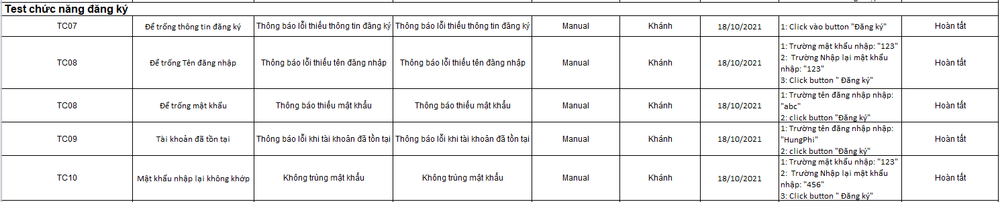 Test chức năng đăng ký
TC07
Để trống thông tin đăng ký
Thông báo lỗi thiếu thông tin đăng ký
Thông báo lỗi thiếu thông tin đăng ký
Manual
Khánh
18/10/2021
1: Click vào button "Đăng ký"
Hoàn tất
TC08
Để trống Tên đăng nhập
Thông báo lỗi thiếu tên đăng nhập
Thông báo lỗi thiếu tên đăng nhập
Manual
Khánh
18/10/2021
1: Trường mật khẩu nhập: "123"
2:  Trường Nhập lại mật khẩu
nhập: "123"
3: Click button " Đăng ký"
Hoàn tất
TC08
Để trống mật khẩu
Thông báo thiếu mật khẩu
Thông báo thiếu mật khẩu
Manual
Khánh
18/10/2021
1: Trường tên đăng nhập nhập:
"abc"
2: click button "Đăng ký"
Hoàn tất
TC09
Tài khoản đã tồn tại
Thông báo lỗi khi tài khoản đã tồn tại
Thông báo lỗi khi tài khoản đã tồn tại
Manual
Khánh
18/10/2021
1: Trường tên đăng nhập nhập:
"HungPhi"
2: click button "Đăng ký"
Hoàn tất
TC10
Mật khẩu nhập lại không khớp
Không trùng mật khẩu
Không trùng mật khẩu
Manual
Khánh
18/10/2021
1: Trường mật khẩu nhập: "123"
2:  Trường Nhập lại mật khẩu
nhập: "456"
3: Click button " Đăng ký"
Hoàn tất